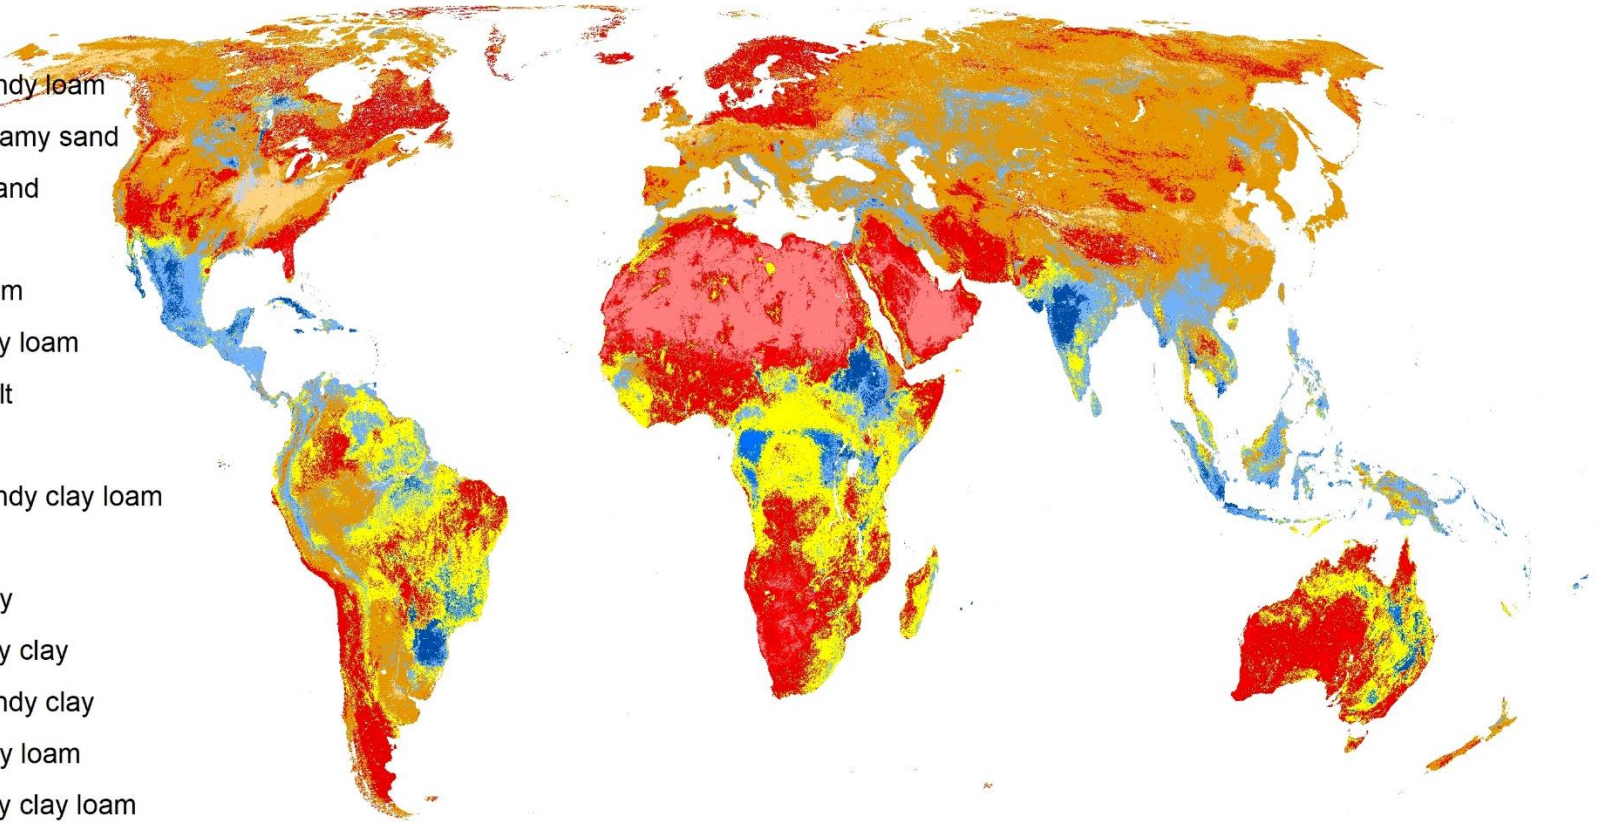 ndy loam
amy sand
and
m
y loam
lt
ndy clay loam
y
y clay
ndy clay
y loam
y clay loam